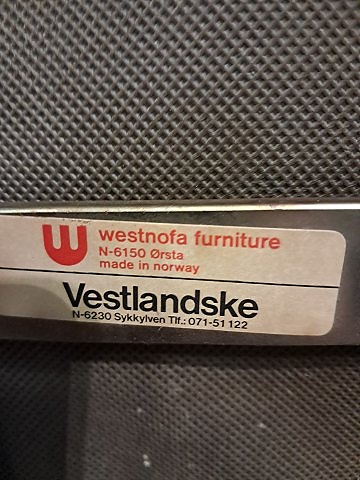 westnofa furniture
N-6150 Ørsta
made in norway
Vestlandske
N-6230 Sykkylven Tlf.: 071-51 122